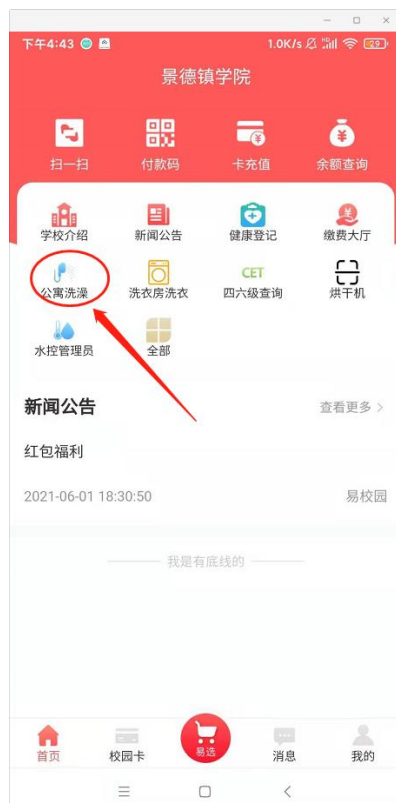 下午4:43 1.0K/s 29
景德镇学院
扫一扫 付款码 卡充值 余额查询
学校介绍 新闻公告 健康登记 缴费大厅
CET
公寓洗澡 洗衣房洗衣 四六级查询 烘干机
水控管理员 全部
新闻公告 查看更多 >
红包福利
2021-06-01 18:30:50 易校园
我是有底线的
易选
首页 校园卡 消息 我的